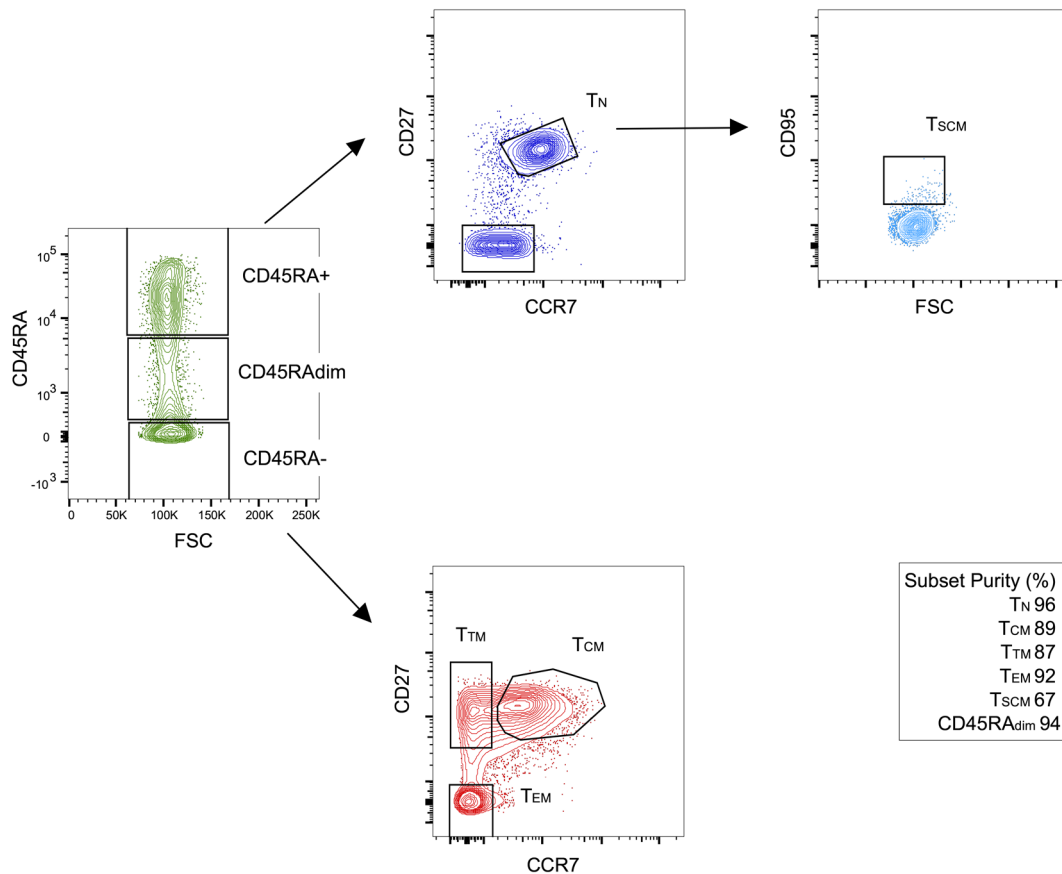 CD27
TN
CCR7
CD95
TSCM
FSC
CD45RA
10⁵
10⁴
10³
0
-10³
CD45RA+
CD45RAdim
CD45RA-
0 50K 100K 150K 200K 250K
FSC
CD27
TTM
TCM
TEM
CCR7
Subset Purity (%)
TN 96
TCM 89
TTM 87
TEM 92
TSCM 67
CD45RAdim 94